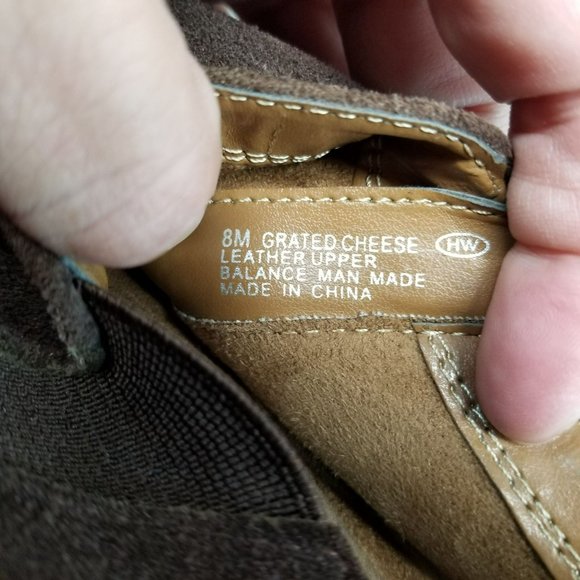 8M GRATED CHEESE HW
LEATHER UPPER
BALANCE MAN MADE
MADE IN CHINA